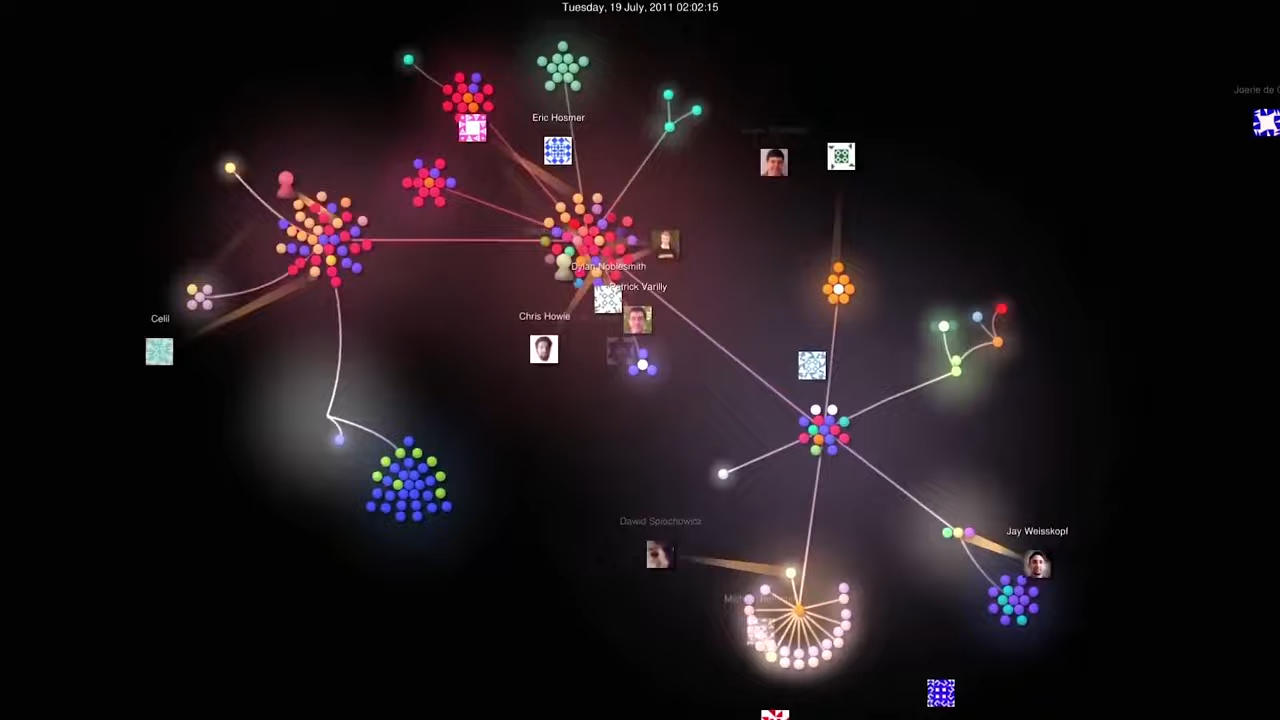 Tuesday, 19 July, 2011 02:02:15
Eric Hosmer
Dylan Noblesmith
Patrick Varilly
Chris Howie
Celil
Dawid Spiechowicz
Jay Weisskopf